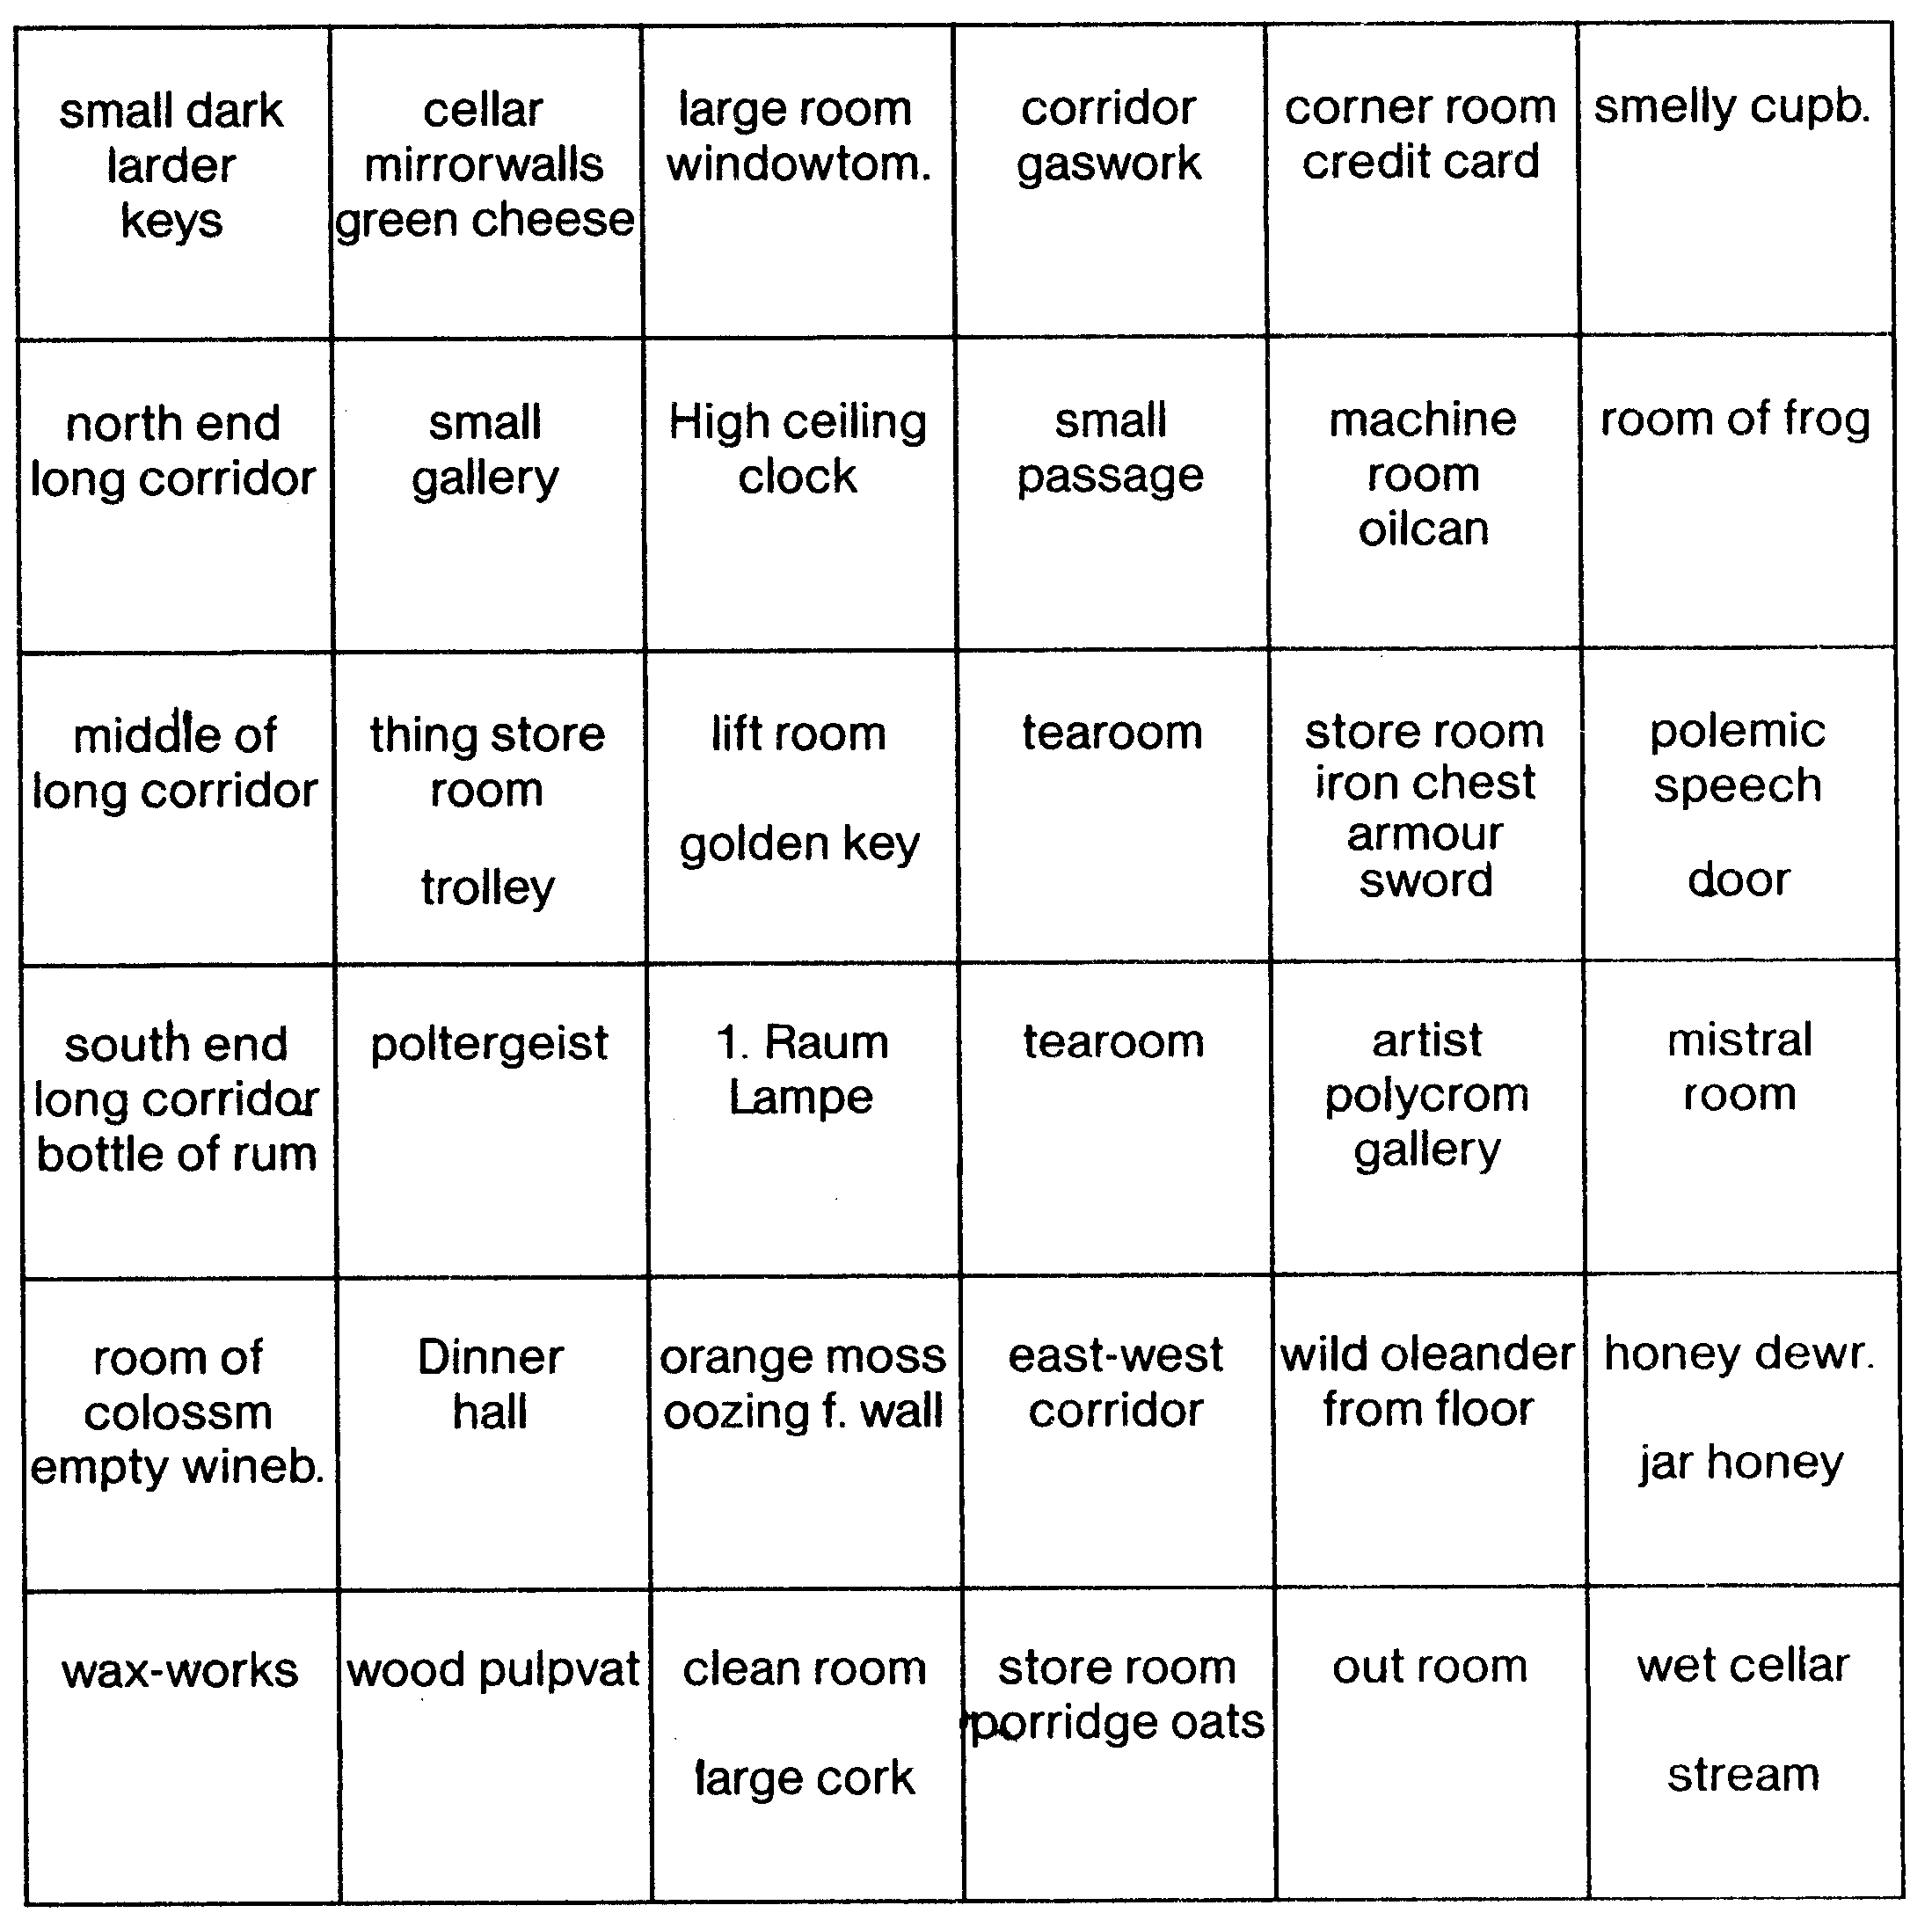 small dark
larder
keys
cellar
mirrorwalls
green cheese
large room
windowtom.
corridor
gaswork
corner room
credit card
smelly cupb.
north end
long corridor
small
gallery
High ceiling
clock
small
passage
machine
room
oilcan
room of frog
middle of
long corridor
thing store
room
trolley
lift room
golden key
tearoom
store room
iron chest
armour
sword
polemic
speech
door
south end
long corridor
bottle of rum
poltergeist
1. Raum
Lampe
tearoom
artist
polycrom
gallery
mistral
room
room of
colossm
empty wineb.
Dinner
hall
orange moss
oozing f. wall
east-west
corridor
wild oleander
from floor
honey dewr.
jar honey
wax-works
wood pulpvat
clean room
large cork
store room
porridge oats
out room
wet cellar
stream